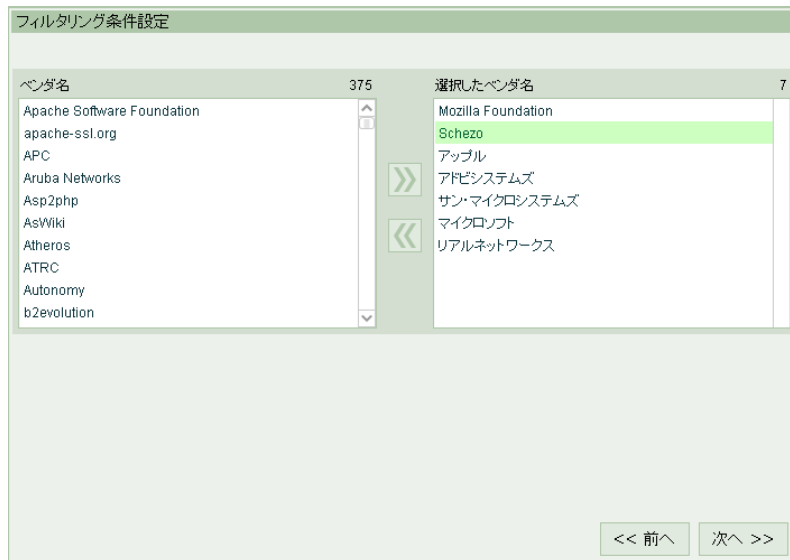 フィルタリング条件設定
ベンダ名 375
Apache Software Foundation
apache-ssl.org
APC
Aruba Networks
Asp2php
AsWiki
Atheros
ATRC
Autonomy
b2evolution
選択したベンダ名 7
Mozilla Foundation
Schezo
アップル
アドビシステムズ
サン・マイクロシステムズ
マイクロソフト
リアルネットワークス
<< 前へ
次へ >>